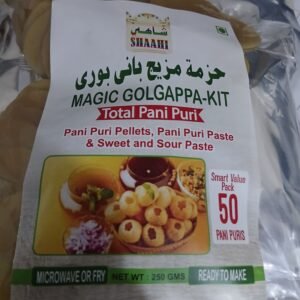 شاهي
SHAAHI
حزمة مزيج باني بوري
MAGIC GOLGAPPA-KIT
Total Pani Puri
Pani Puri Pellets, Pani Puri Paste
& Sweet and Sour Paste
Smart Value
Pack
50
PANI PURIS
MICROWAVE OR FRY
NET WT : 250 GMS
READY TO MAKE